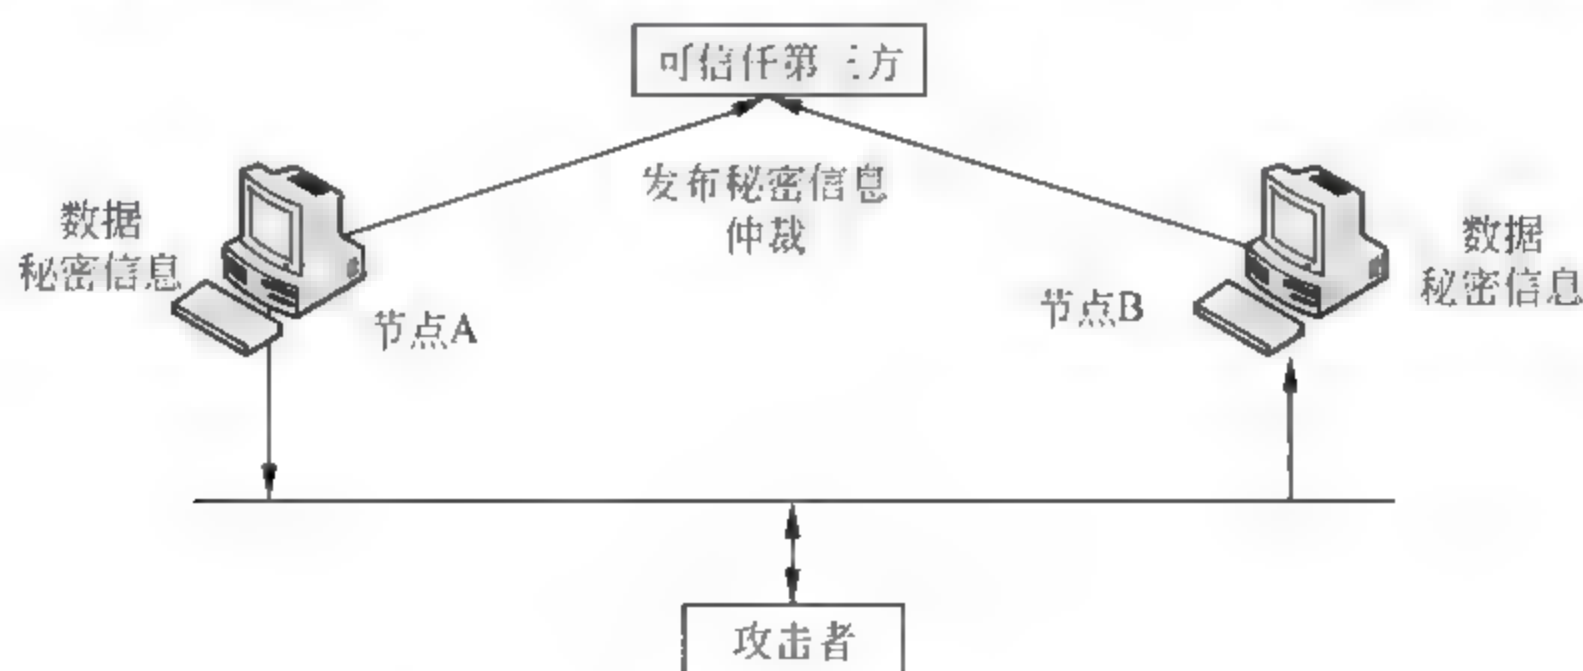 可信任第三方
发布秘密信息
仲裁
数据
秘密信息
节点A
节点B
数据
秘密信息
攻击者